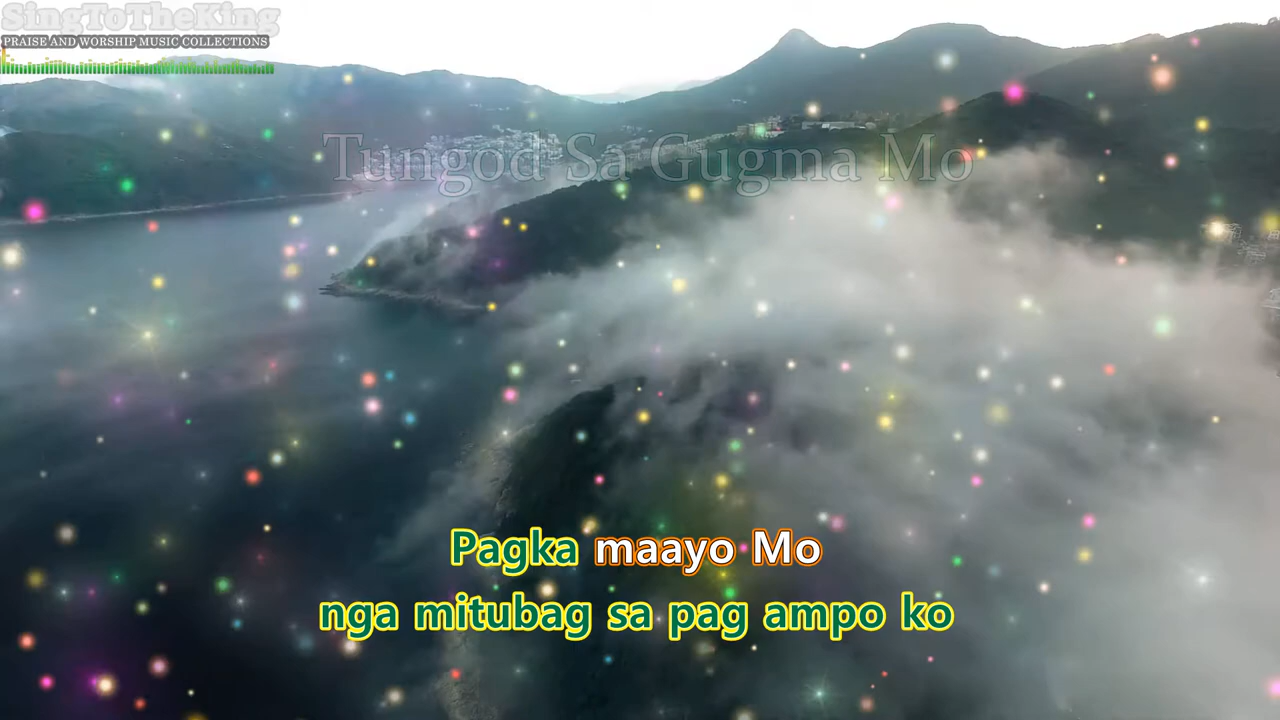 SingToTheKing
PRAISE AND WORSHIP MUSIC COLLECTIONS
Tungod Sa Gugma Mo
Pagka maayo Mo
nga mitubag sa pag ampo ko